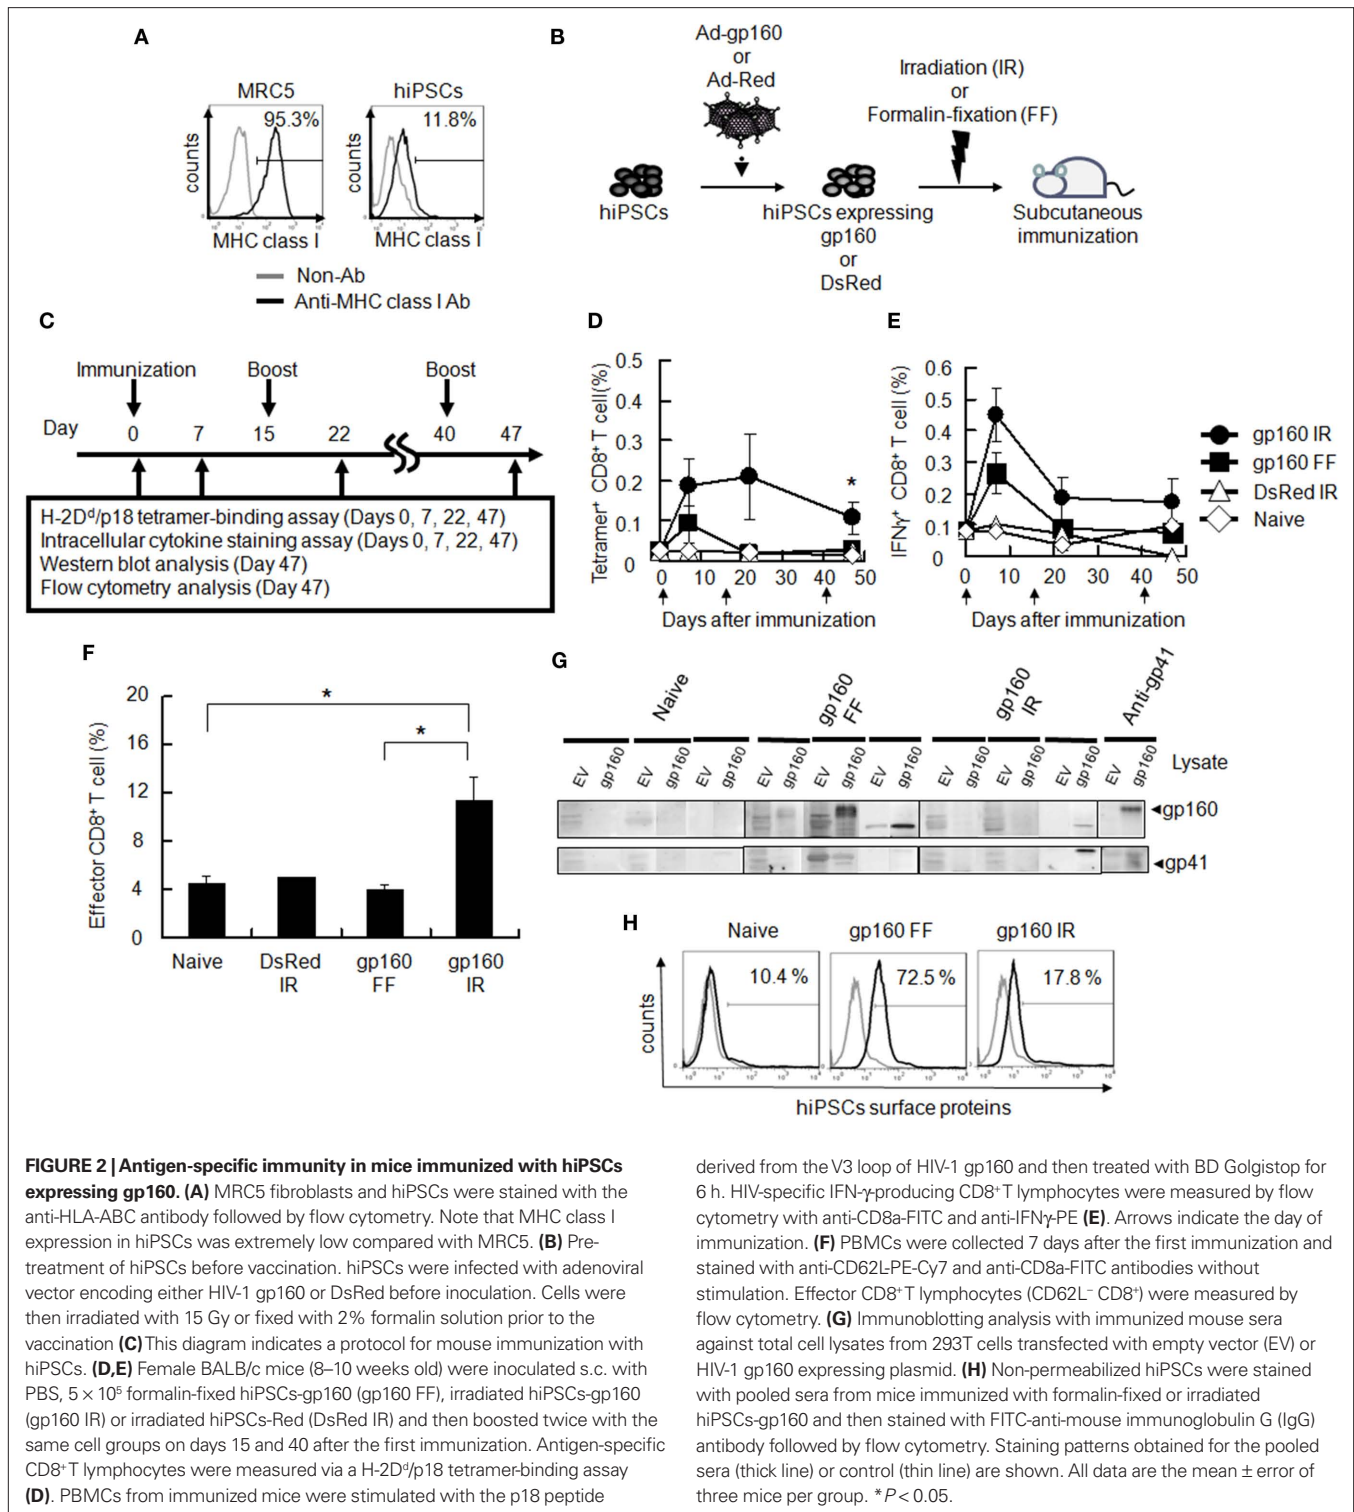 A
MRC5
95.3%
counts
MHC class I
hiPSCs
11.8%
counts
MHC class I
Non-Ab
Anti-MHC class I Ab
B
Ad-gp160
or
Ad-Red
Irradiation (IR)
or
Formalin-fixation (FF)
hiPSCs
hiPSCs expressing
gp160
or
DsRed
Subcutaneous
immunization
C
Immunization
Boost
Boost
Day
0 7 15 22 40 47
H-2Dᵈ/p18 tetramer-binding assay (Days 0, 7, 22, 47)
Intracellular cytokine staining assay (Days 0, 7, 22, 47)
Western blot analysis (Day 47)
Flow cytometry analysis (Day 47)
D
Tetramer⁺ CD8⁺ T cell(%)
0.5
0.4
0.3
0.2
0.1
0
*
0 10 20 30 40 50
Days after immunization
E
IFNγ⁺ CD8⁺ T cell (%)
0.6
0.5
0.4
0.3
0.2
0.1
0
0 10 20 30 40 50
Days after immunization
gp160 IR
gp160 FF
DsRed IR
Naive
F
Effector CD8⁺ T cell (%)
20
16
12
8
4
0
*
*
Naive
DsRed
IR
gp160
FF
gp160
IR
G
Naive
gp160
FF
gp160
IR
Anti-gp41
EV gp160 EV gp160 EV gp160 EV gp160 EV gp160 EV gp160 EV gp160 EV gp160 EV gp160 EV gp160
Lysate
gp160
gp41
H
Naive
10.4 %
gp160 FF
72.5 %
gp160 IR
17.8 %
counts
hiPSCs surface proteins
FIGURE 2 | Antigen-specific immunity in mice immunized with hiPSCs
expressing gp160. (A) MRC5 fibroblasts and hiPSCs were stained with the
anti-HLA-ABC antibody followed by flow cytometry. Note that MHC class I
expression in hiPSCs was extremely low compared with MRC5. (B) Pre-
treatment of hiPSCs before vaccination. hiPSCs were infected with adenoviral
vector encoding either HIV-1 gp160 or DsRed before inoculation. Cells were
then irradiated with 15 Gy or fixed with 2% formalin solution prior to the
vaccination (C) This diagram indicates a protocol for mouse immunization with
hiPSCs. (D,E) Female BALB/c mice (8–10 weeks old) were inoculated s.c. with
PBS, 5 × 10⁵ formalin-fixed hiPSCs-gp160 (gp160 FF), irradiated hiPSCs-gp160
(gp160 IR) or irradiated hiPSCs-Red (DsRed IR) and then boosted twice with the
same cell groups on days 15 and 40 after the first immunization. Antigen-specific
CD8⁺ T lymphocytes were measured via a H-2Dᵈ/p18 tetramer-binding assay
(D). PBMCs from immunized mice were stimulated with the p18 peptide
derived from the V3 loop of HIV-1 gp160 and then treated with BD Golgistop for
6 h. HIV-specific IFN-γ-producing CD8⁺ T lymphocytes were measured by flow
cytometry with anti-CD8a-FITC and anti-IFNγ-PE (E). Arrows indicate the day of
immunization. (F) PBMCs were collected 7 days after the first immunization and
stained with anti-CD62L-PE-Cy7 and anti-CD8a-FITC antibodies without
stimulation. Effector CD8⁺ T lymphocytes (CD62L⁻ CD8⁺) were measured by
flow cytometry. (G) Immunoblotting analysis with immunized mouse sera
against total cell lysates from 293T cells transfected with empty vector (EV) or
HIV-1 gp160 expressing plasmid. (H) Non-permeabilized hiPSCs were stained
with pooled sera from mice immunized with formalin-fixed or irradiated
hiPSCs-gp160 and then stained with FITC-anti-mouse immunoglobulin G (IgG)
antibody followed by flow cytometry. Staining patterns obtained for the pooled
sera (thick line) or control (thin line) are shown. All data are the mean ± error of
three mice per group. *P < 0.05.